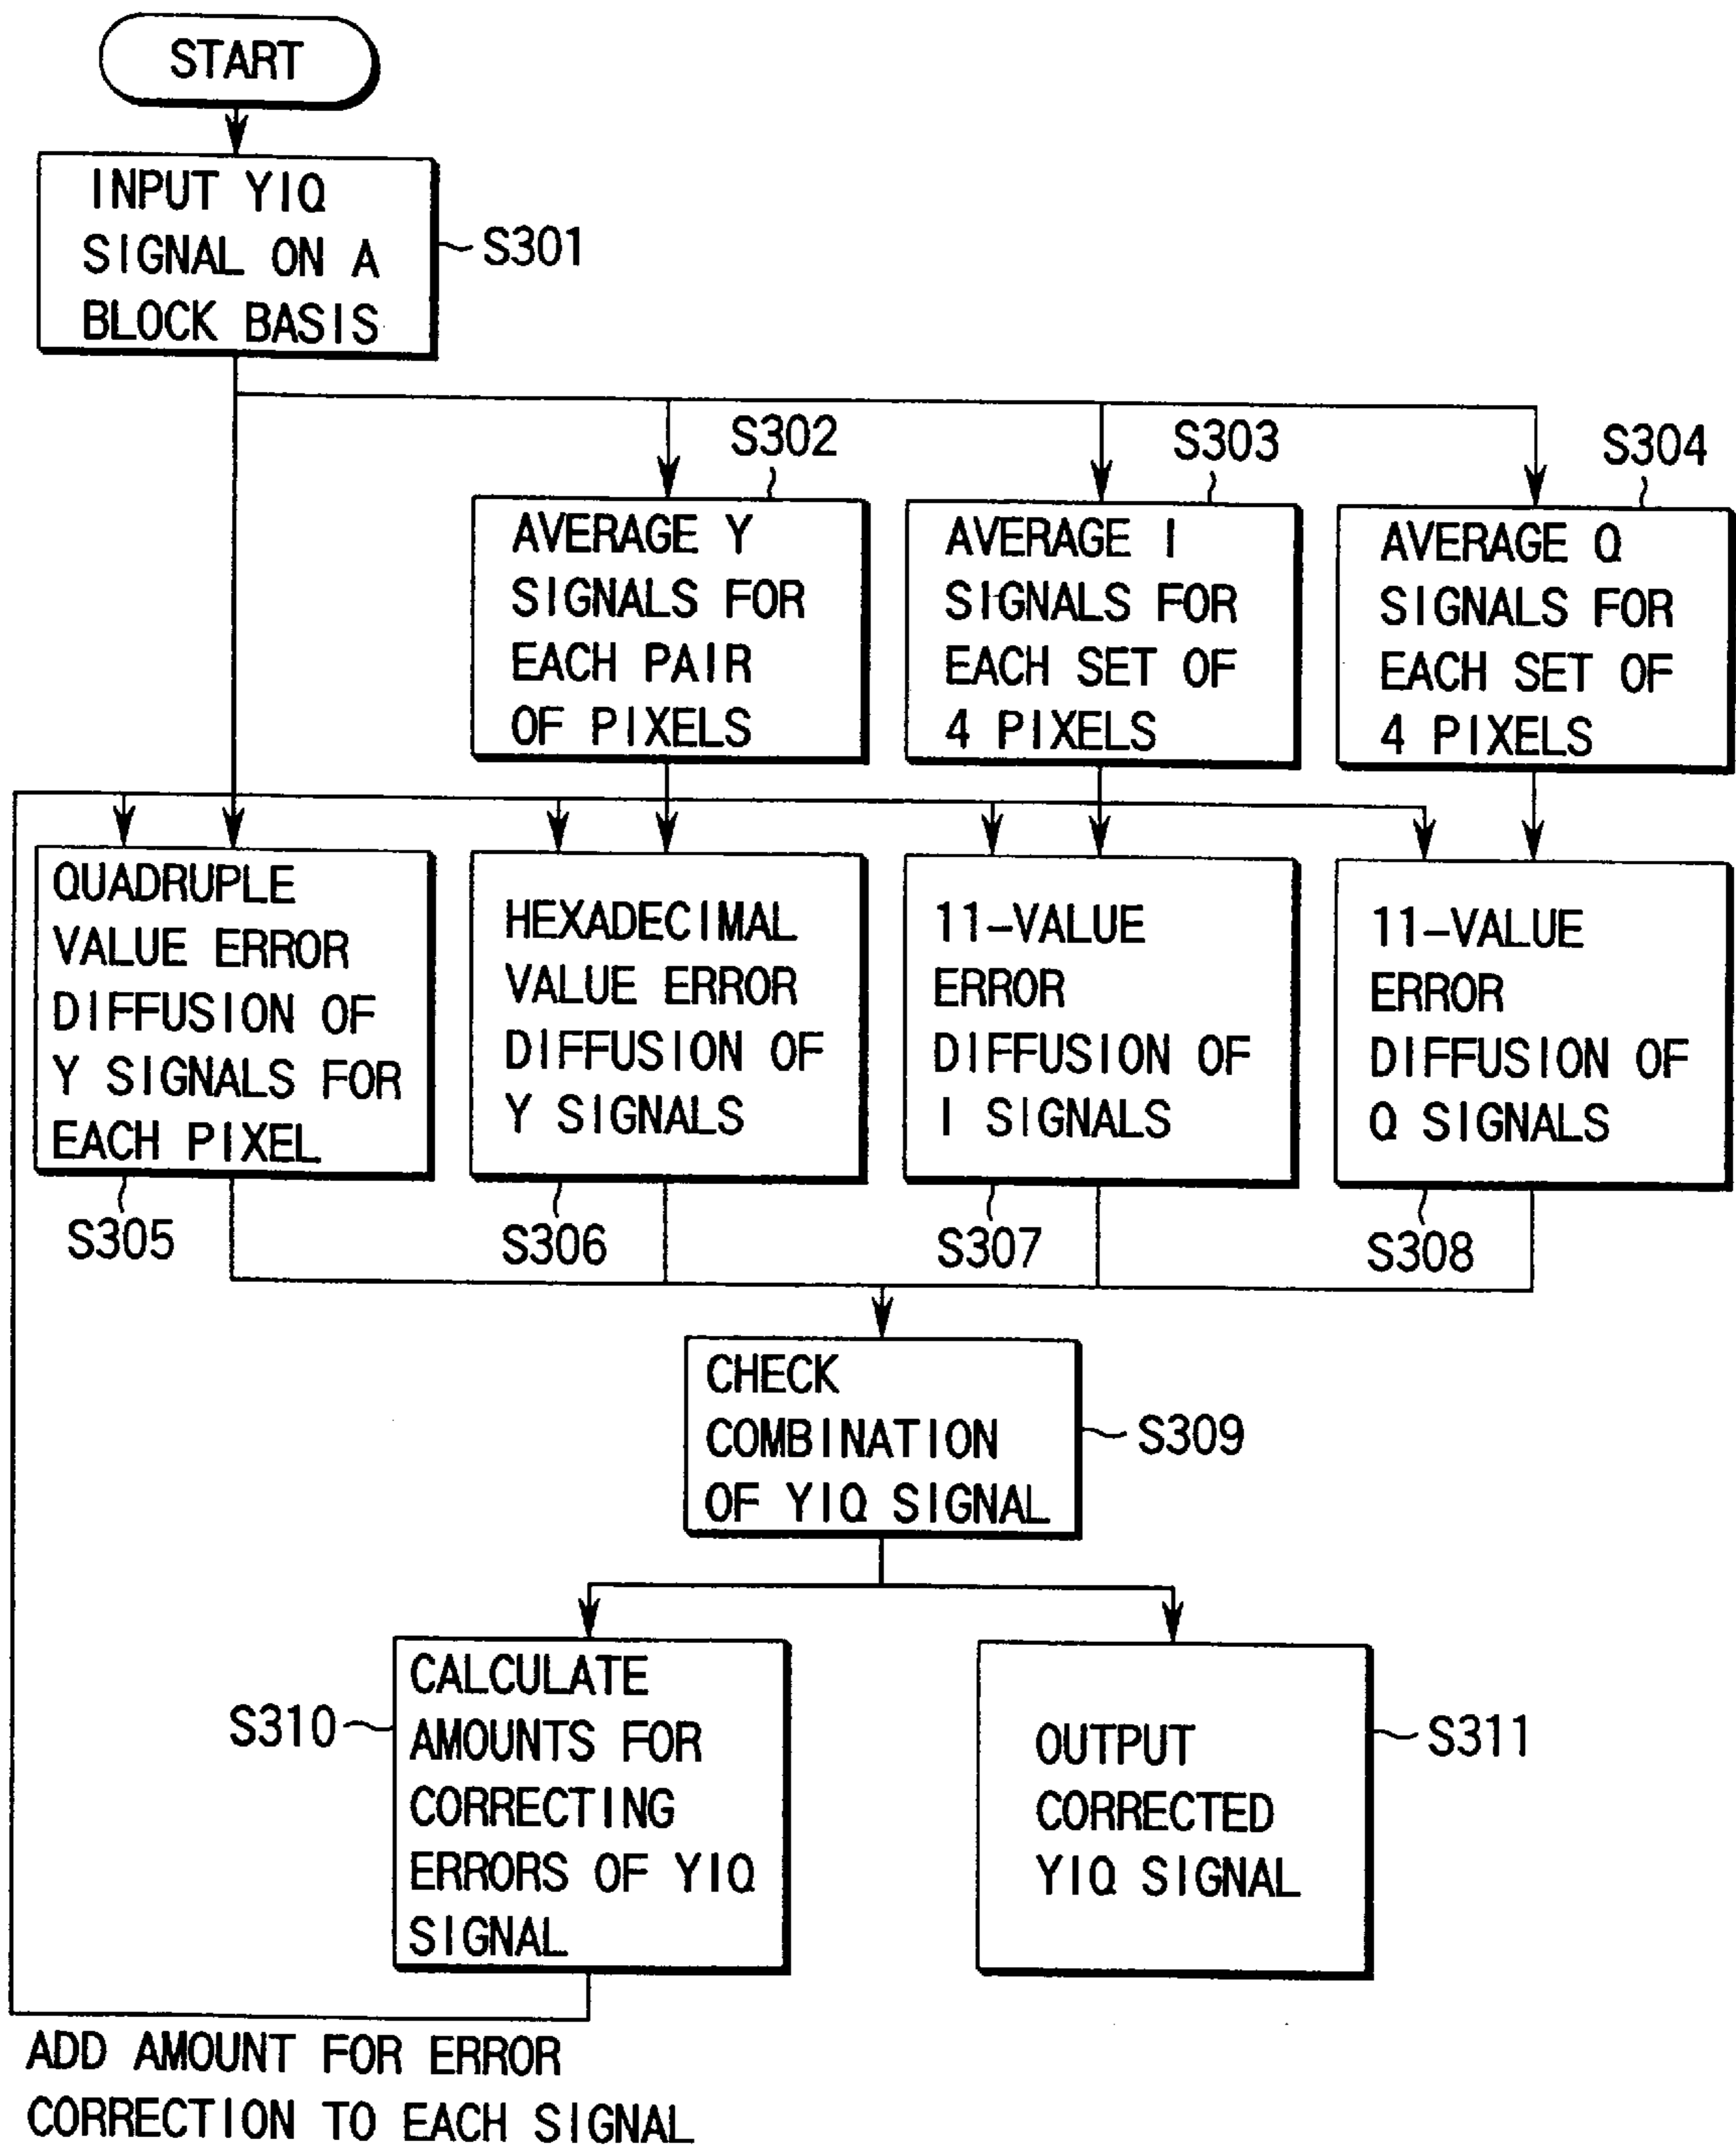 START
INPUT YIQ
SIGNAL ON A
BLOCK BASIS
S301
S302
S303
S304
AVERAGE Y
SIGNALS FOR
EACH PAIR
OF PIXELS
AVERAGE I
SIGNALS FOR
EACH SET OF
4 PIXELS
AVERAGE Q
SIGNALS FOR
EACH SET OF
4 PIXELS
QUADRUPLE
VALUE ERROR
DIFFUSION OF
Y SIGNALS FOR
EACH PIXEL
HEXADECIMAL
VALUE ERROR
DIFFUSION OF
Y SIGNALS
11-VALUE
ERROR
DIFFUSION OF
I SIGNALS
11-VALUE
ERROR
DIFFUSION OF
Q SIGNALS
S305
S306
S307
S308
CHECK
COMBINATION
OF YIQ SIGNAL
S309
S310
CALCULATE
AMOUNTS FOR
CORRECTING
ERRORS OF YIQ
SIGNAL
OUTPUT
CORRECTED
YIQ SIGNAL
S311
ADD AMOUNT FOR ERROR
CORRECTION TO EACH SIGNAL